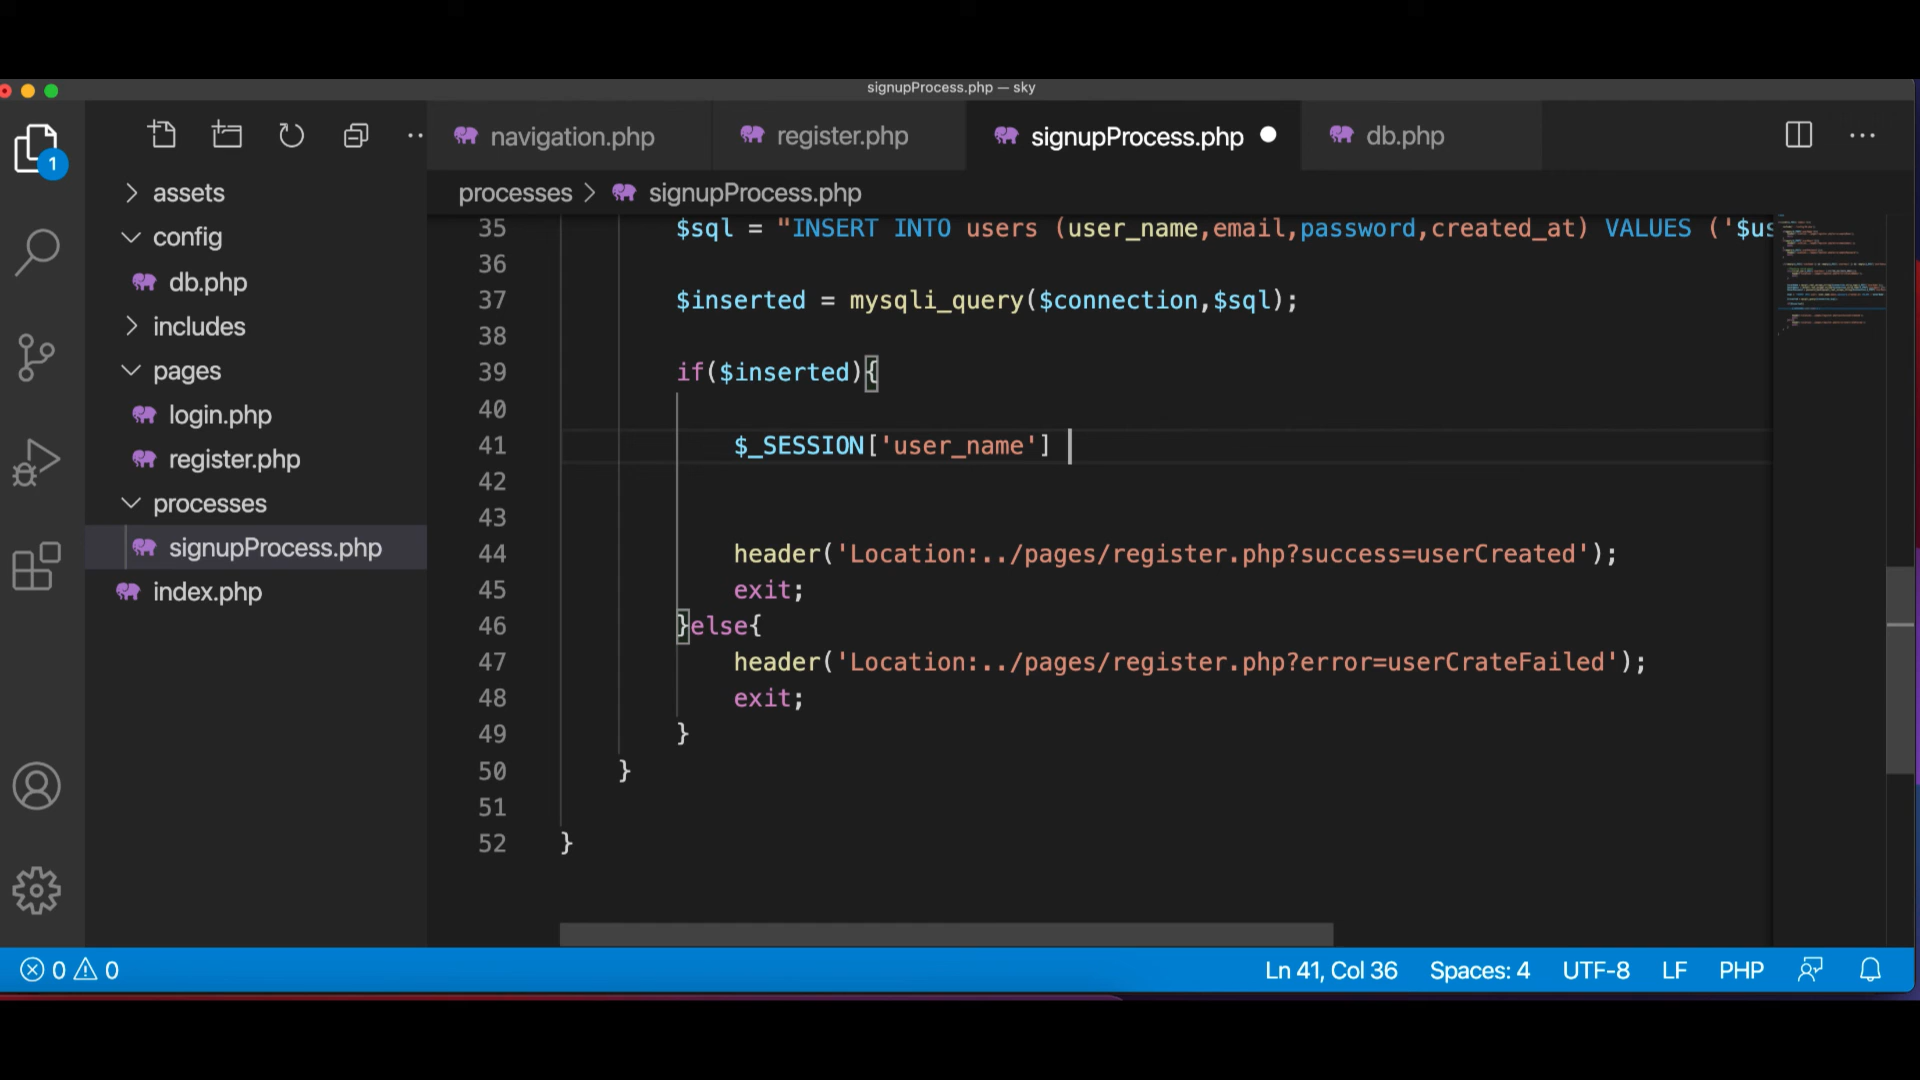 signupProcess.php — sky
1
navigation.php
register.php
signupProcess.php
db.php
processes > signupProcess.php
assets
config
db.php
includes
pages
login.php
register.php
processes
signupProcess.php
index.php
35 $sql = "INSERT INTO users (user_name,email,password,created_at) VALUES ('$us
36
37 $inserted = mysqli_query($connection,$sql);
38
39 if($inserted){
40
41 $_SESSION['user_name']
42
43
44 header('Location:../pages/register.php?success=userCreated');
45 exit;
46 }else{
47 header('Location:../pages/register.php?error=userCrateFailed');
48 exit;
49 }
50 }
51
52 }
0 0
Ln 41, Col 36
Spaces: 4
UTF-8
LF
PHP